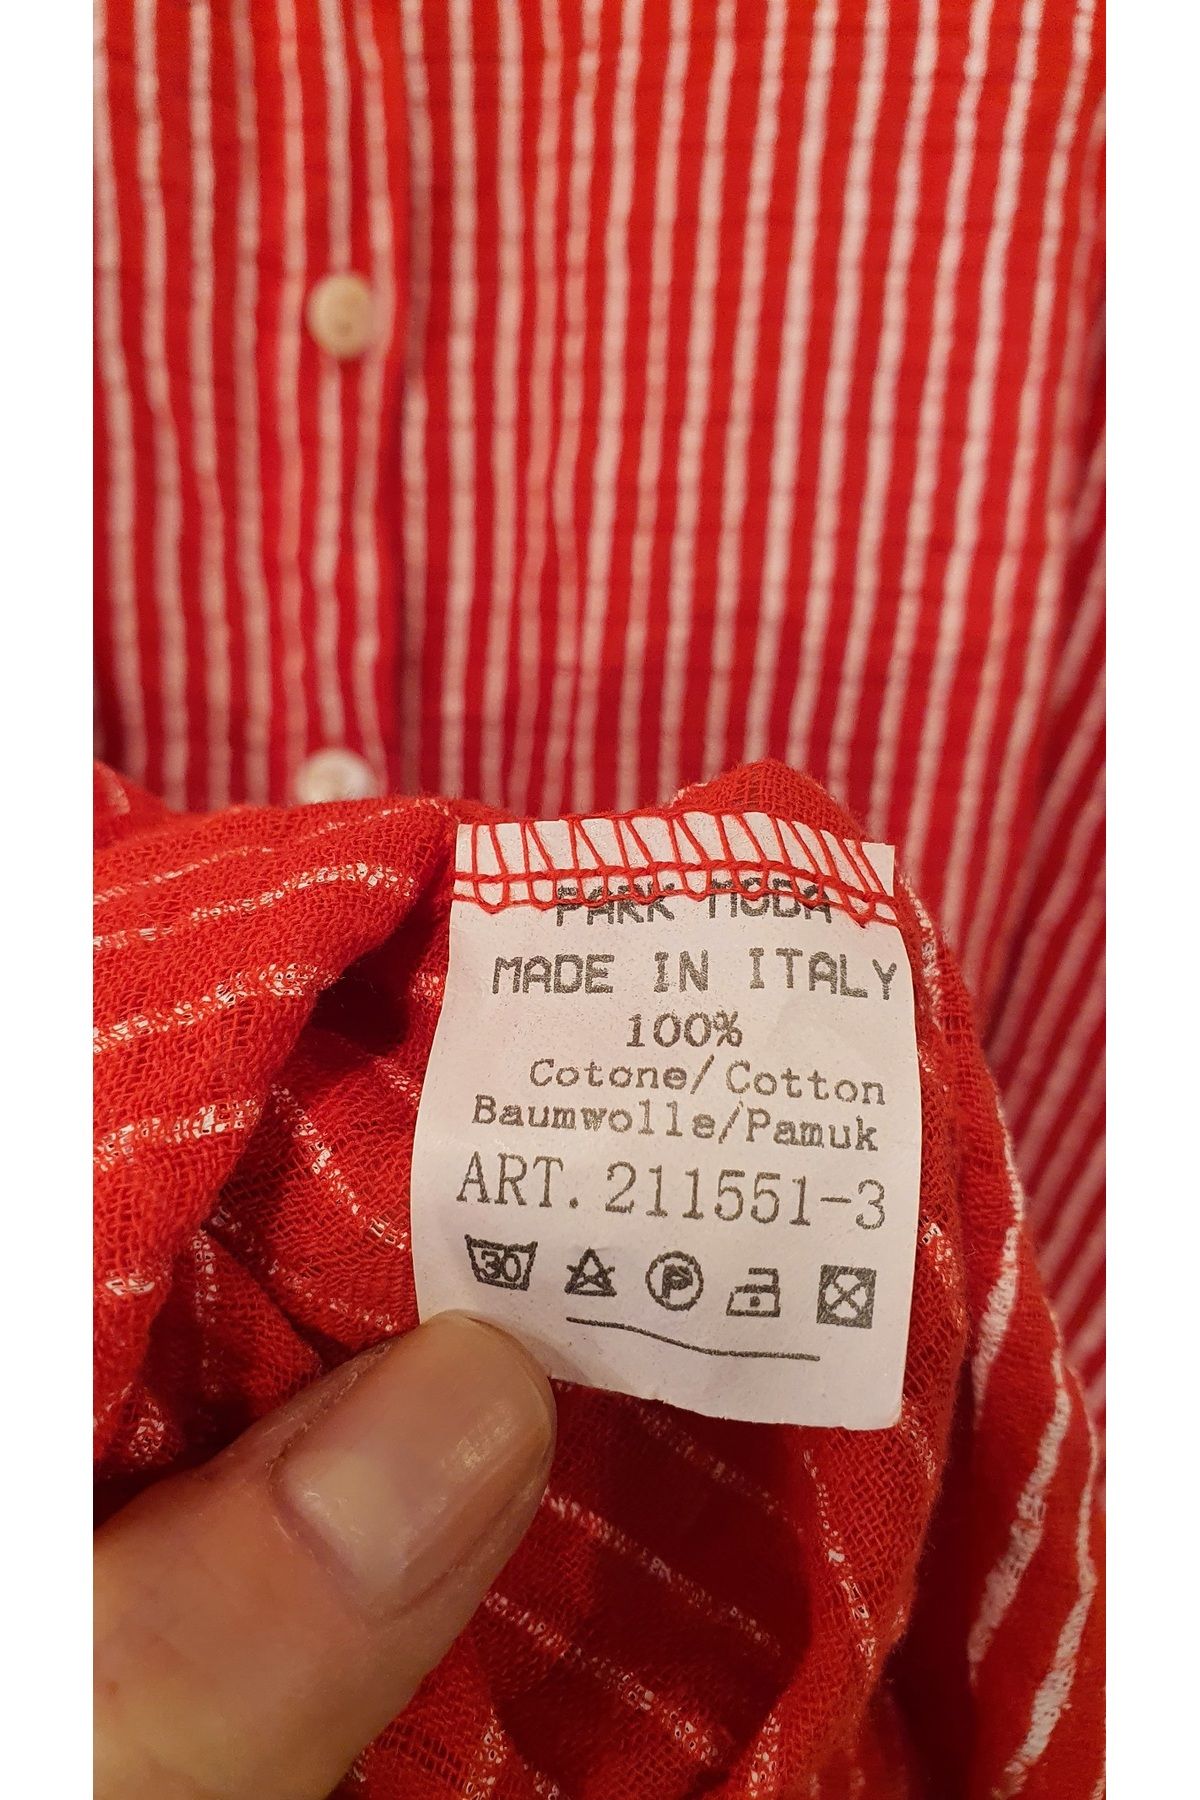 PARK MODA
MADE IN ITALY
100%
Cotone/Cotton
Baumwolle/Pamuk
ART. 211551-3
30 P